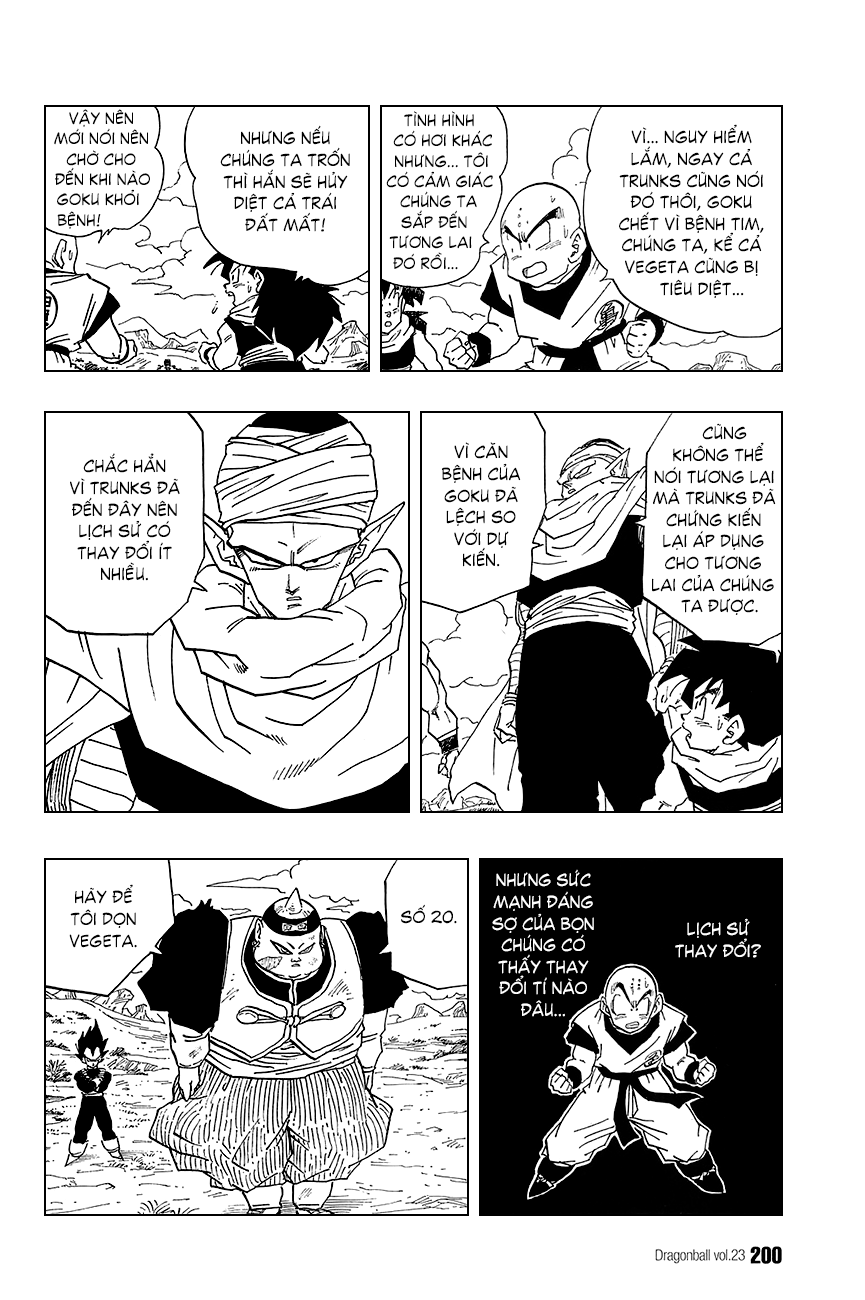 VÌ... NGUY HIỂM
LẮM, NGAY CẢ
TRUNKS CŨNG NÓI
ĐÓ THÔI, GOKU
CHẾT VÌ BỆNH TIM,
CHÚNG TA, KỂ CẢ
VEGETA CŨNG BỊ
TIÊU DIỆT...
TÌNH HÌNH
CÓ HƠI KHÁC
NHƯNG... TÔI
CÓ CẢM GIÁC
CHÚNG TA
SẮP ĐẾN
TƯƠNG LAI
ĐÓ RỒI...
NHƯNG NẾU
CHÚNG TA TRỐN
THÌ HẮN SẼ HỦY
DIỆT CẢ TRÁI
ĐẤT MẤT!
VẬY NÊN
MỚI NÓI NÊN
CHỜ CHO
ĐẾN KHI NÀO
GOKU KHỎI
BỆNH!
CŨNG
KHÔNG THỂ
NÓI TƯƠNG LAI
MÀ TRUNKS ĐÃ
CHỨNG KIẾN
LẠI ÁP DỤNG
CHO TƯƠNG
LAI CỦA CHÚNG
TA ĐƯỢC.
VÌ CĂN
BỆNH CỦA
GOKU ĐÃ
LỆCH SO
VỚI DỰ
KIẾN.
CHẮC HẲN
VÌ TRUNKS ĐÃ
ĐẾN ĐÂY NÊN
LỊCH SỬ CÓ
THAY ĐỔI ÍT
NHIỀU.
LỊCH SỬ
THAY ĐỔI?
NHƯNG SỨC
MẠNH ĐÁNG
SỢ CỦA BỌN
CHÚNG CÓ
THẤY THAY
ĐỔI TÍ NÀO
ĐÂU...
SỐ 20.
HÃY ĐỂ
TÔI DỌN
VEGETA.
Dragonball vol.23 200